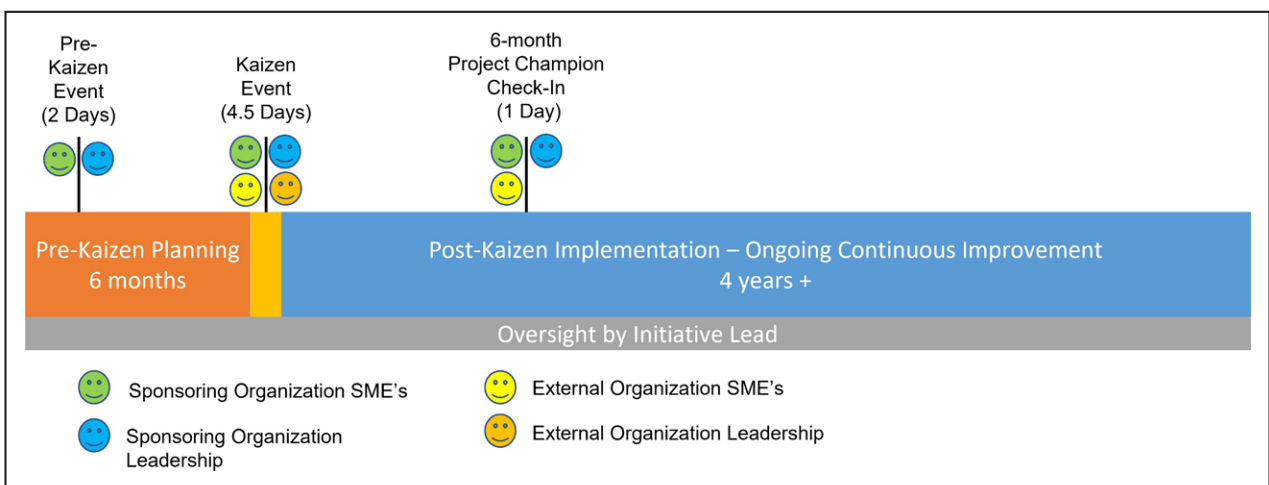 Pre-
Kaizen
Event
(2 Days)
Kaizen
Event
(4.5 Days)
6-month
Project Champion
Check-In
(1 Day)
Pre-Kaizen Planning
6 months
Post-Kaizen Implementation – Ongoing Continuous Improvement
4 years +
Oversight by Initiative Lead
Sponsoring Organization SME's
Sponsoring Organization
Leadership
External Organization SME's
External Organization Leadership